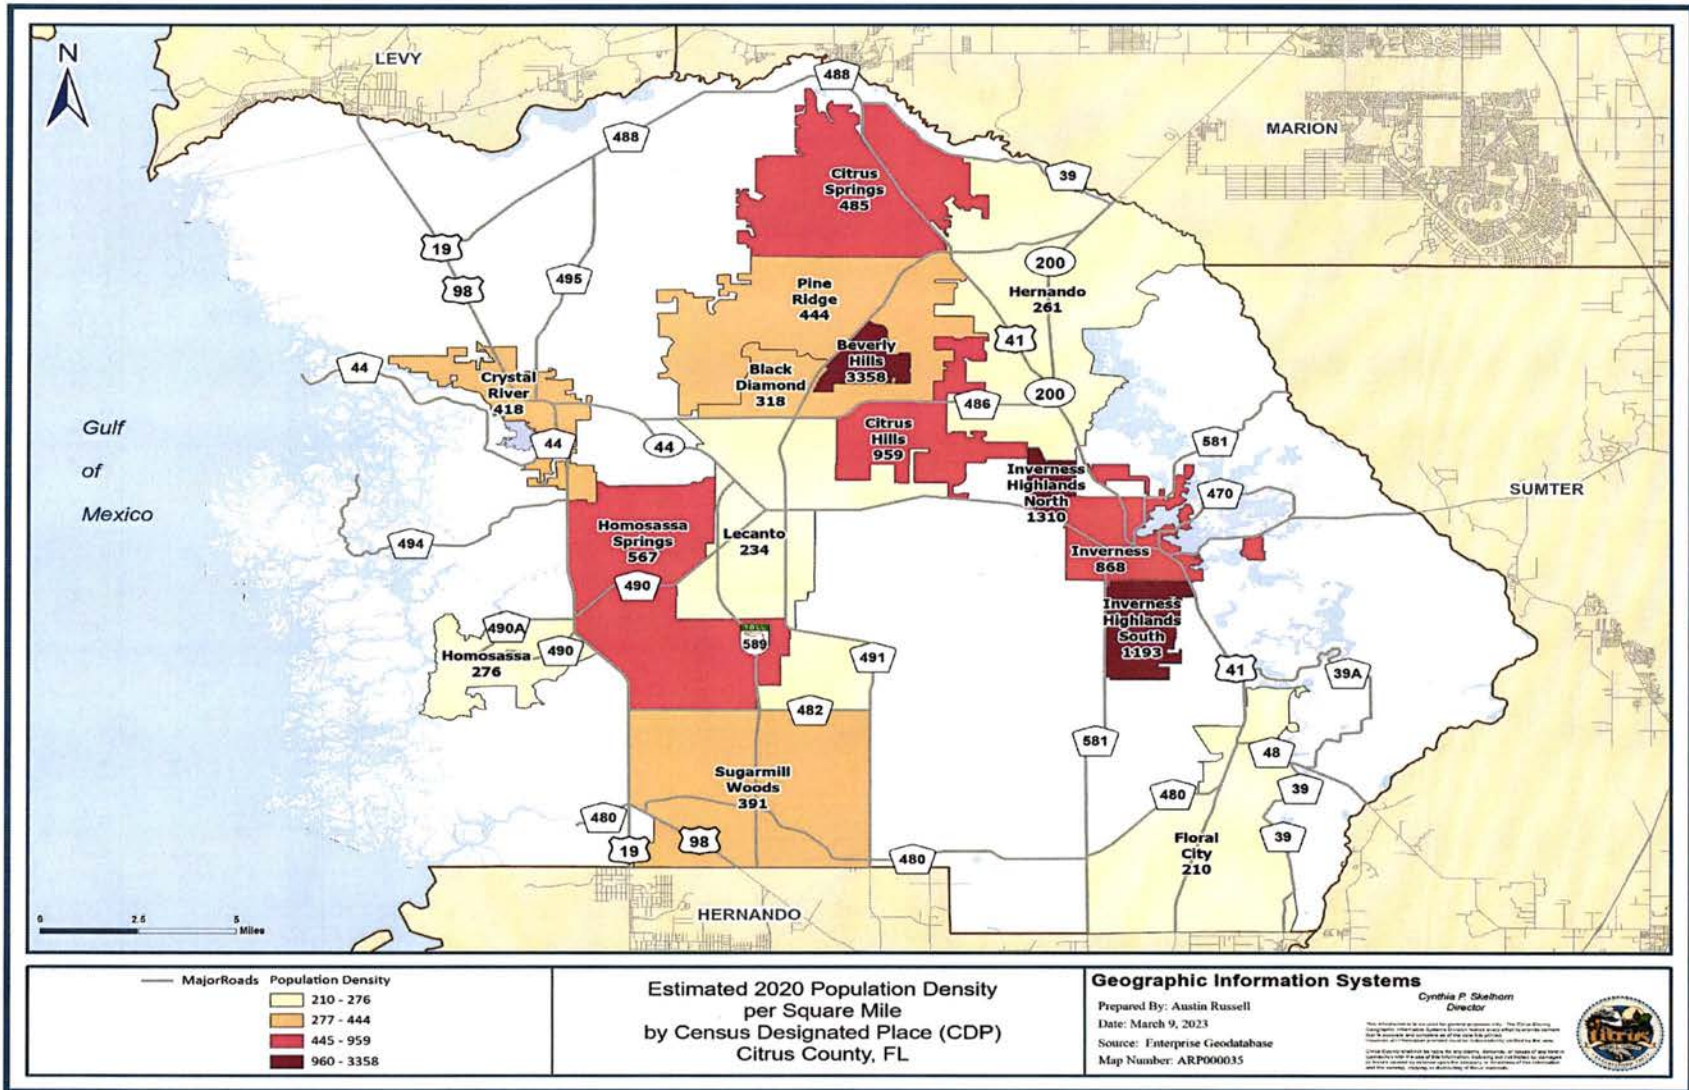 N
LEVY
MARION
SUMTER
HERNANDO
Gulf
of
Mexico
488
488
39
19
98
495
200
41
200
44
44
44
486
581
470
494
490
490A
490
589
491
482
41
39A
581
48
39
39
480
480
19
98
480
Citrus
Springs
485
Pine
Ridge
444
Hernando
261
Beverly
Hills
3358
Black
Diamond
318
Crystal
River
418
Citrus
Hills
959
Inverness
Highlands
North
1310
Homosassa
Springs
567
Lecanto
234
Inverness
868
Inverness
Highlands
South
1193
Homosassa
276
Sugarmill
Woods
391
Floral
City
210
0 2.5 5
Miles
MajorRoads Population Density
210 - 276
277 - 444
445 - 959
960 - 3358
Estimated 2020 Population Density
per Square Mile
by Census Designated Place (CDP)
Citrus County, FL
Geographic Information Systems
Prepared By: Austin Russell
Date: March 9, 2023
Source: Enterprise Geodatabase
Map Number: ARP000035
Cynthia P. Skelhorn
Director
Citrus